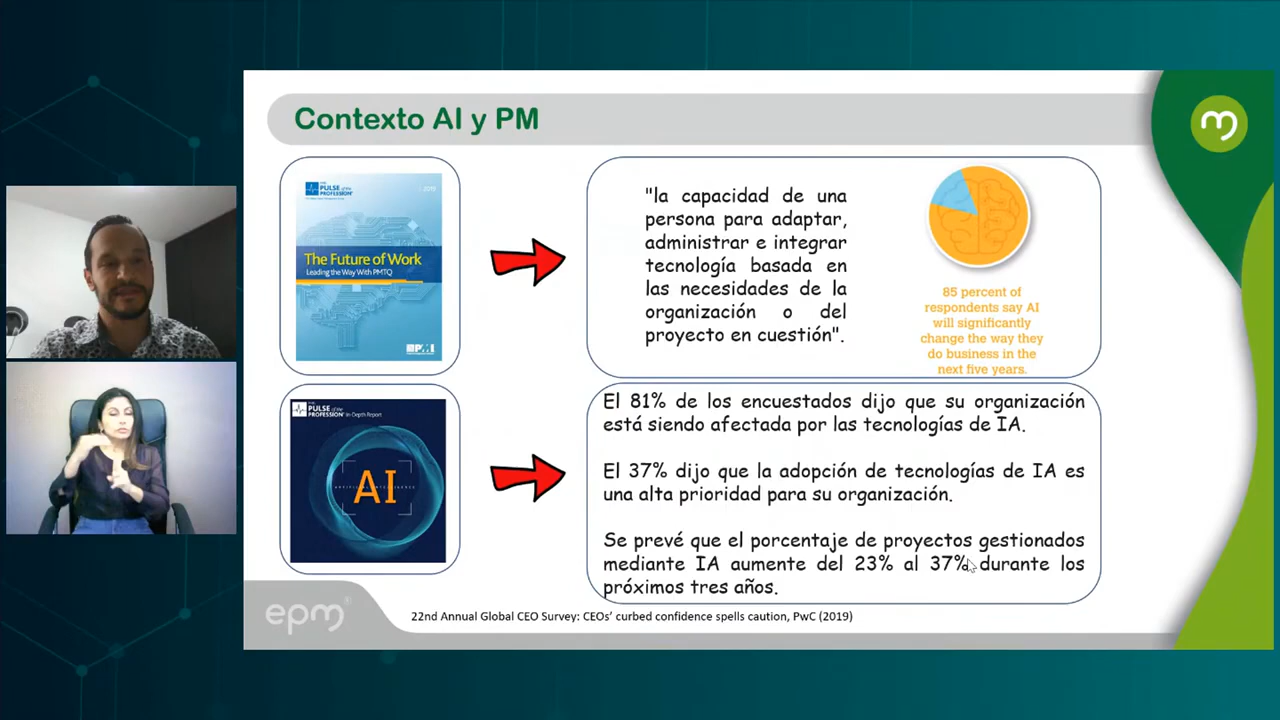 Contexto AI y PM
PULSE of the
PROFESSION
2019
The Future of Work
Leading the Way With PMTQ
PMI
"la capacidad de una
persona para adaptar,
administrar e integrar
tecnología basada en
las necesidades de la
organización o del
proyecto en cuestión".
85 percent of
respondents say AI
will significantly
change the way they
do business in the
next five years.
PULSE of the
PROFESSION In-Depth Report
AI
El 81% de los encuestados dijo que su organización
está siendo afectada por las tecnologías de IA.
El 37% dijo que la adopción de tecnologías de IA es
una alta prioridad para su organización.
Se prevé que el porcentaje de proyectos gestionados
mediante IA aumente del 23% al 37% durante los
próximos tres años.
epm®
22nd Annual Global CEO Survey: CEOs’ curbed confidence spells caution, PwC (2019)